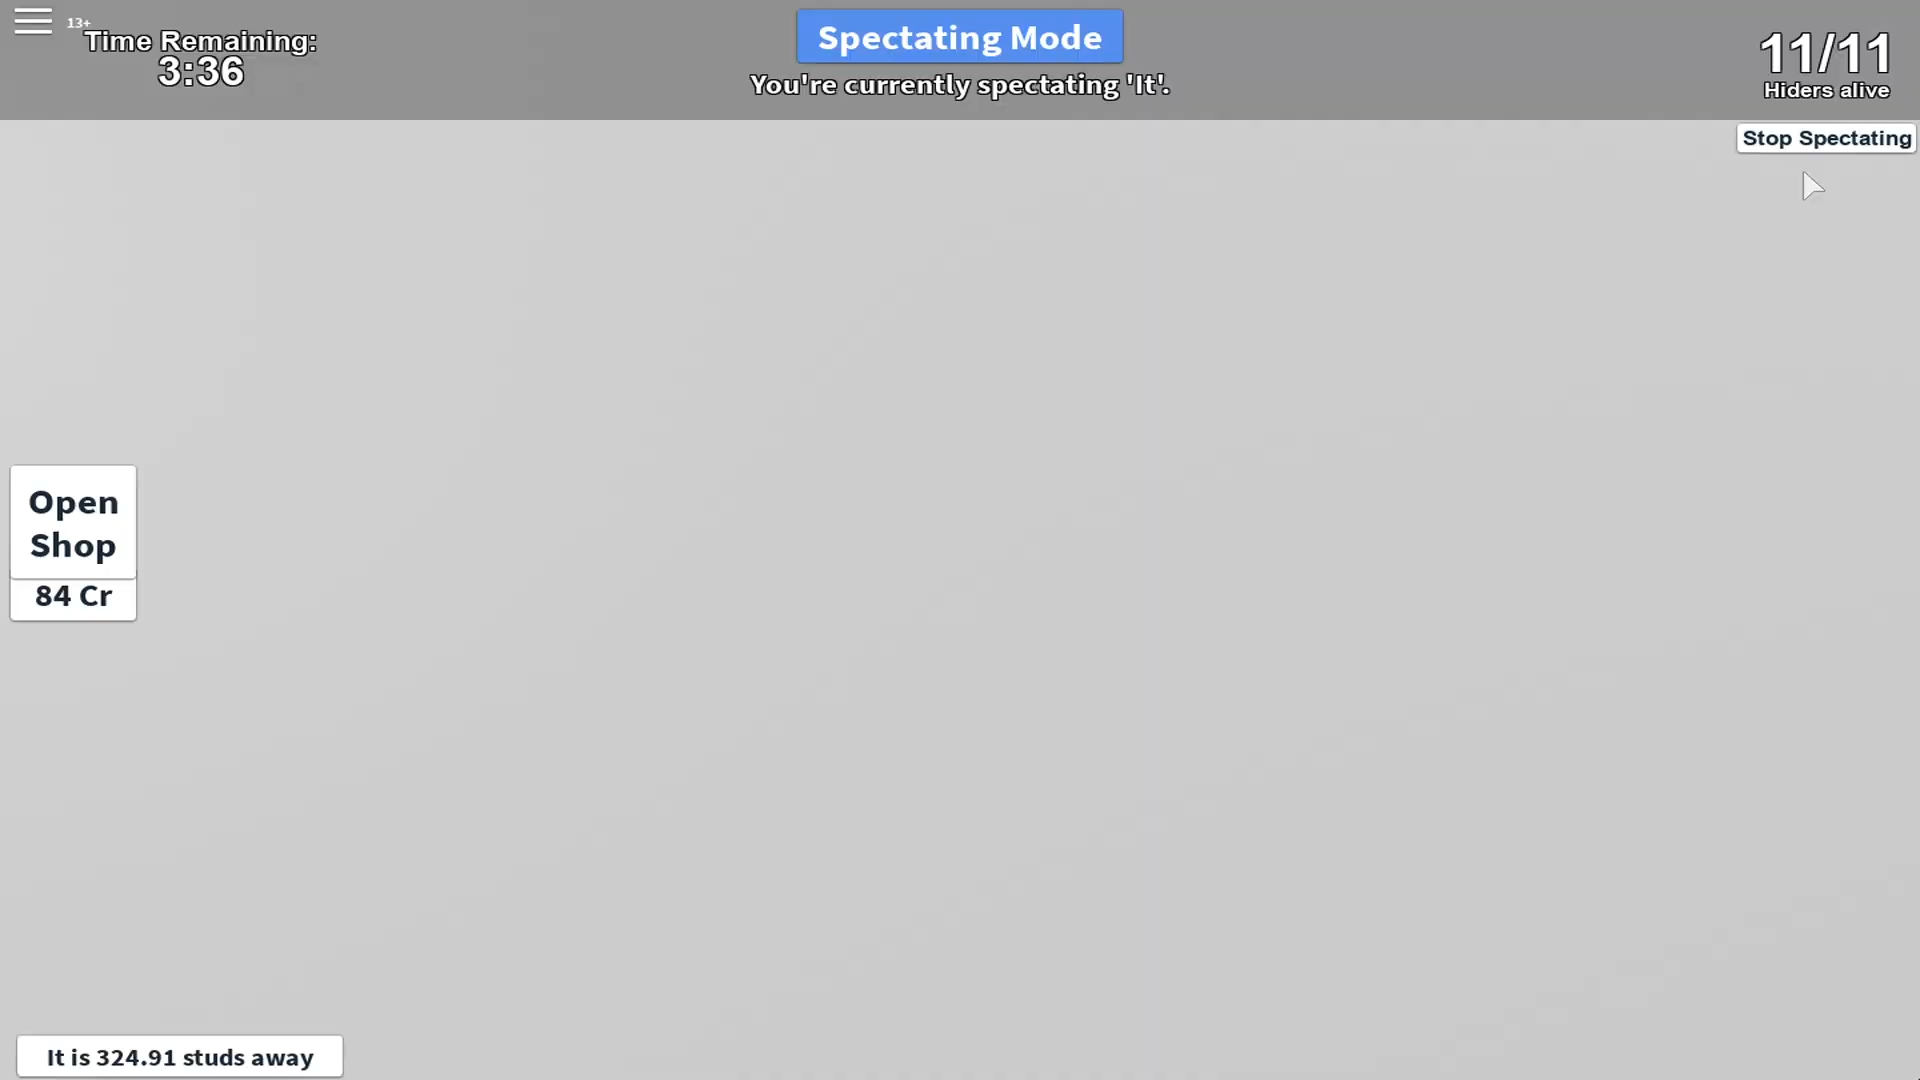 13+
Time Remaining:
3:36
Spectating Mode
You're currently spectating 'It'.
11/11
Hiders alive
Stop Spectating
Open
Shop
84 Cr
It is 324.91 studs away